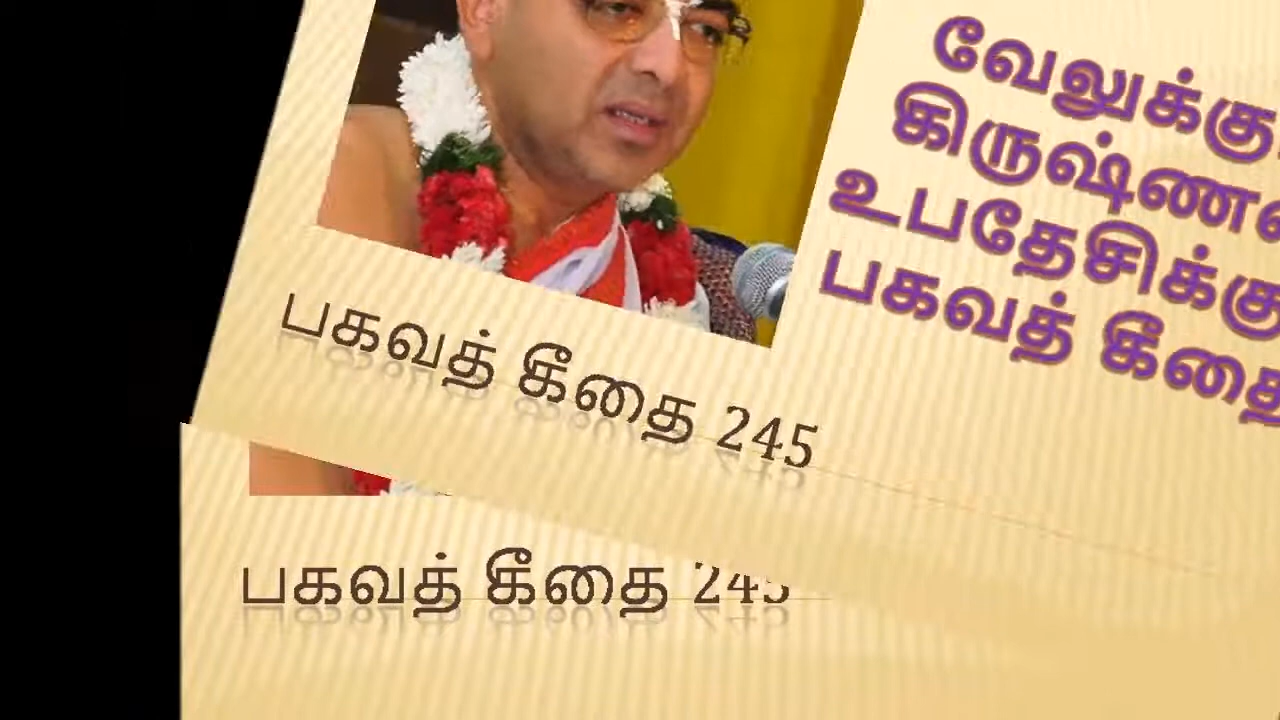 வேலுக்கு
கிருஷ்ண
உபதேசிக்கு
பகவத் கீதை
பகவத் கீதை 245
பகவத் கீதை 245